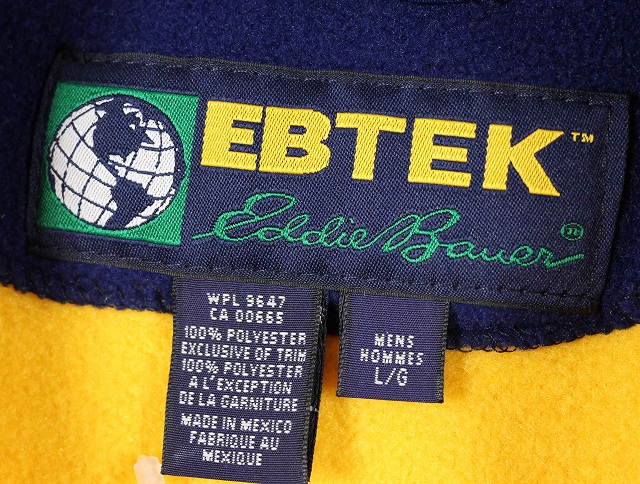 EBTEK™
Eddie Bauer®
WPL 9647
CA 00665
100% POLYESTER
EXCLUSIVE OF TRIM
100% POLYESTER
A L'EXCEPTION
DE LA GARNITURE
MADE IN MEXICO
FABRIQUE AU
MEXIQUE
MENS
HOMMES
L/G